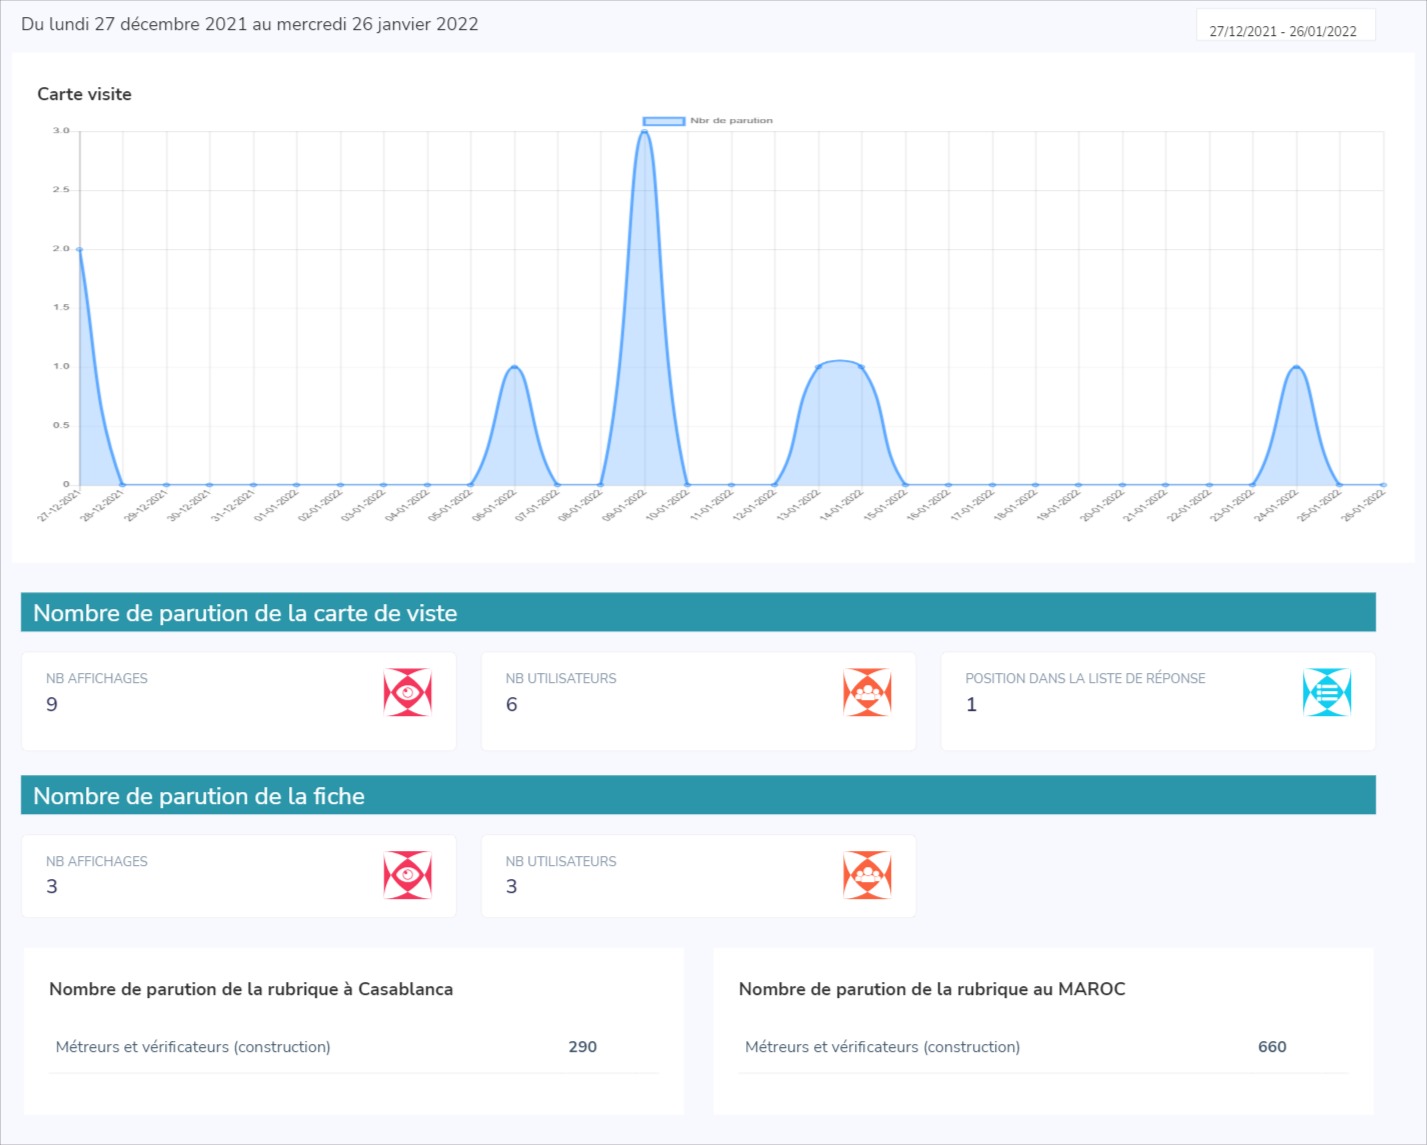 Du lundi 27 décembre 2021 au mercredi 26 janvier 2022
27/12/2021 - 26/01/2022
Carte visite
Nbr de parution
3.0
2.5
2.0
1.5
1.0
0.5
0
27-12-2021
28-12-2021
29-12-2021
30-12-2021
31-12-2021
01-01-2022
02-01-2022
03-01-2022
04-01-2022
05-01-2022
06-01-2022
07-01-2022
08-01-2022
09-01-2022
10-01-2022
11-01-2022
12-01-2022
13-01-2022
14-01-2022
15-01-2022
16-01-2022
17-01-2022
18-01-2022
19-01-2022
20-01-2022
21-01-2022
22-01-2022
23-01-2022
24-01-2022
25-01-2022
26-01-2022
Nombre de parution de la carte de viste
NB AFFICHAGES
9
NB UTILISATEURS
6
POSITION DANS LA LISTE DE RÉPONSE
1
Nombre de parution de la fiche
NB AFFICHAGES
3
NB UTILISATEURS
3
Nombre de parution de la rubrique à Casablanca
Métreurs et vérificateurs (construction) 290
Nombre de parution de la rubrique au MAROC
Métreurs et vérificateurs (construction) 660